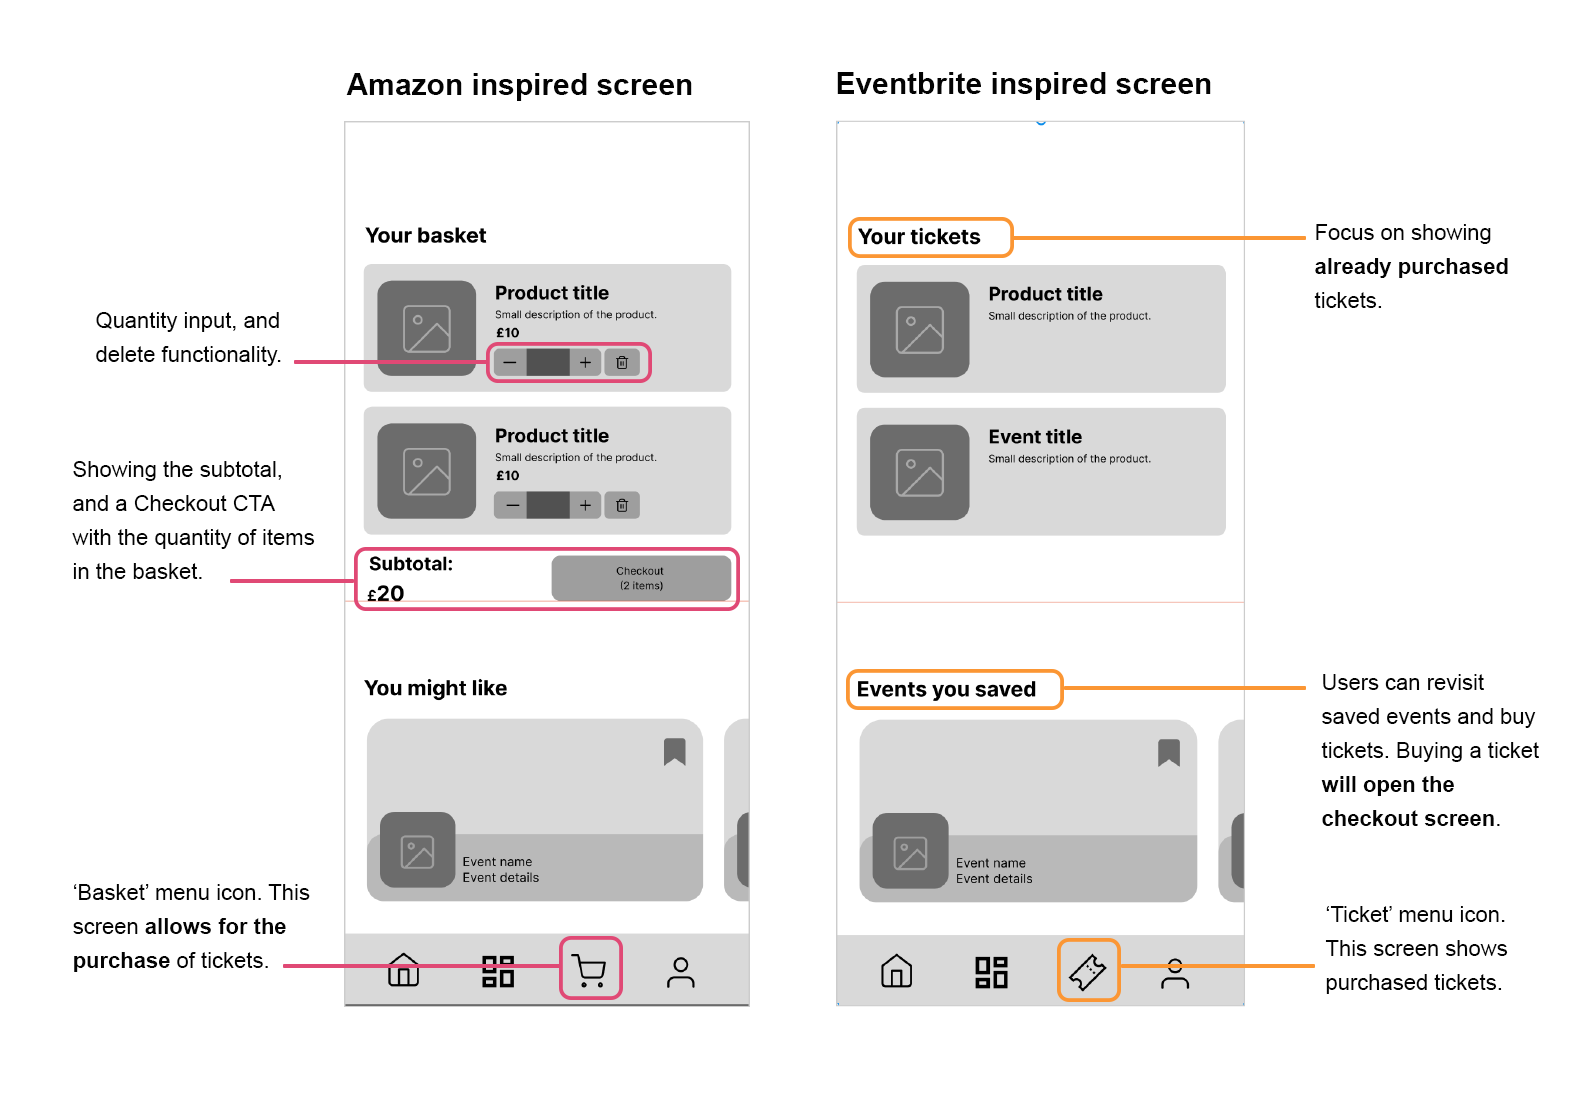 Amazon inspired screen
Eventbrite inspired screen
Your basket
Product title
Small description of the product.
£10
Product title
Small description of the product.
£10
Subtotal:
£20
Checkout
(2 items)
You might like
Event name
Event details
Quantity input, and
delete functionality.
Showing the subtotal,
and a Checkout CTA
with the quantity of items
in the basket.
‘Basket’ menu icon. This
screen allows for the
purchase of tickets.
Your tickets
Product title
Small description of the product.
Event title
Small description of the product.
Events you saved
Event name
Event details
Focus on showing
already purchased
tickets.
Users can revisit
saved events and buy
tickets. Buying a ticket
will open the
checkout screen.
‘Ticket’ menu icon.
This screen shows
purchased tickets.